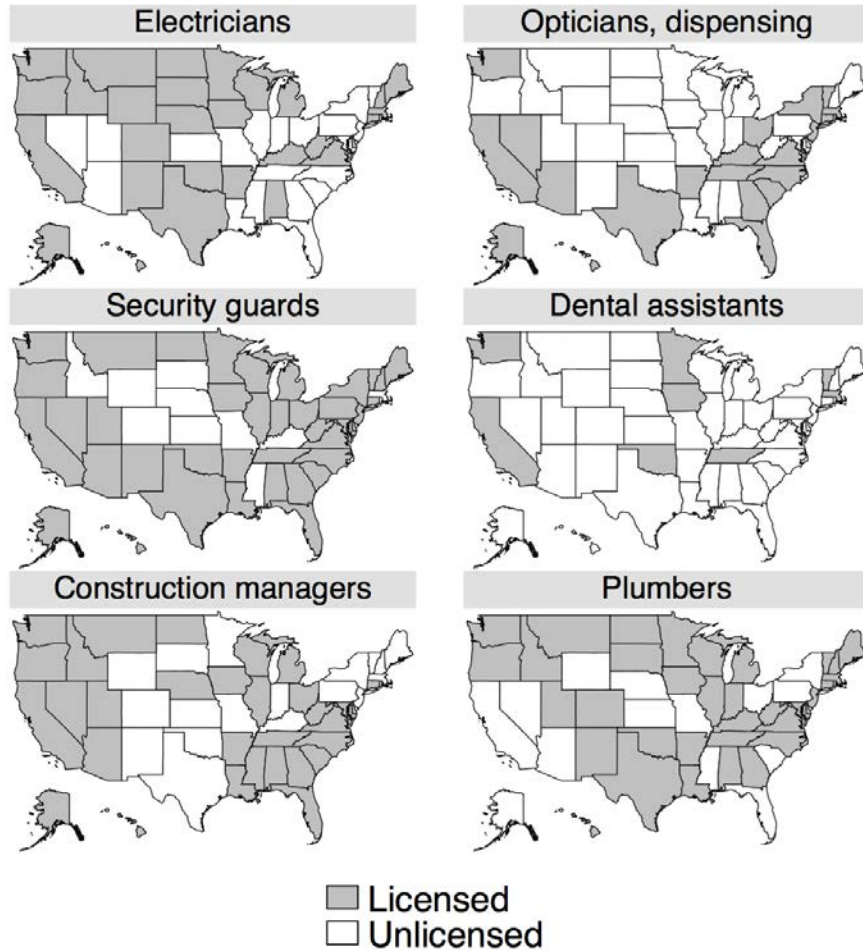 Electricians
Opticians, dispensing
Security guards
Dental assistants
Construction managers
Plumbers
Licensed
Unlicensed